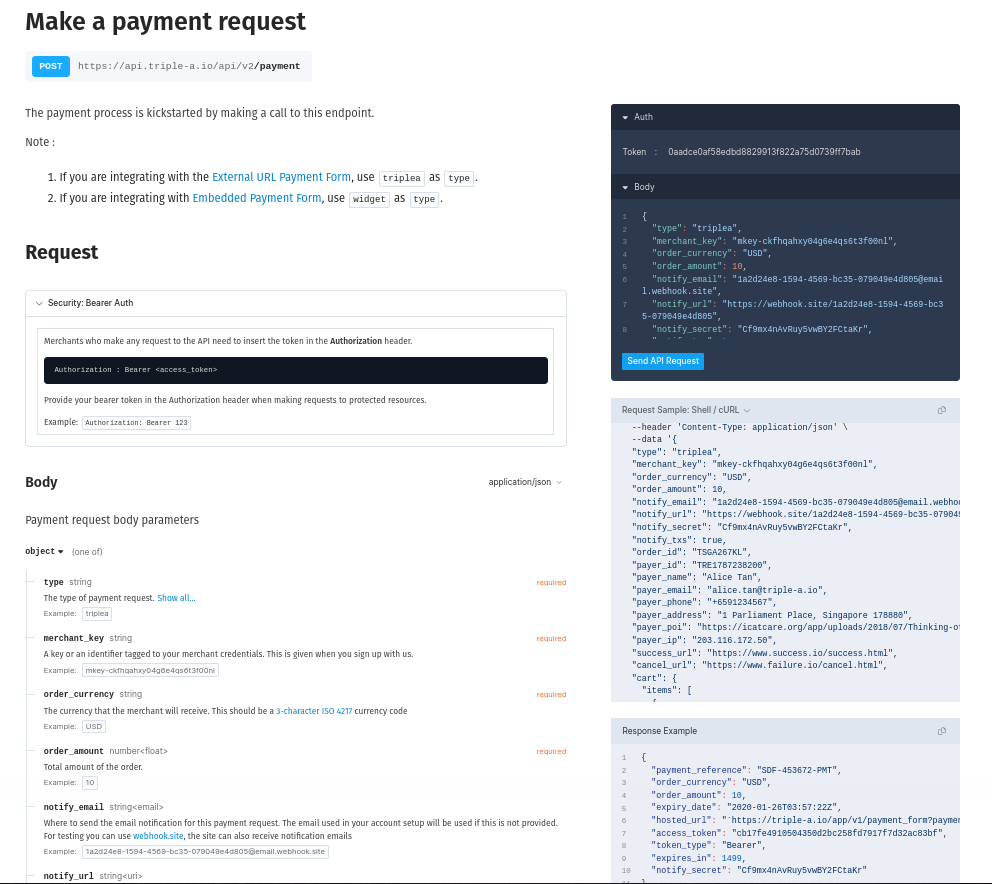 Make a payment request
POST https://api.triple-a.io/api/v2/payment
The payment process is kickstarted by making a call to this endpoint.
Note :
1. If you are integrating with the External URL Payment Form, use triplea as type.
2. If you are integrating with Embedded Payment Form, use widget as type.
Request
Security: Bearer Auth
Merchants who make any request to the API need to insert the token in the Authorization header.
Authorization : Bearer <access_token>
Provide your bearer token in the Authorization header when making requests to protected resources.
Example: Authorization: Bearer 123
Body application/json
Payment request body parameters
object (one of)
type string required
The type of payment request. Show all...
Example: triplea
merchant_key string required
A key or an identifier tagged to your merchant credentials. This is given when you sign up with us.
Example: mkey-ckfhqahxy04g6e4qs6t3f00nl
order_currency string required
The currency that the merchant will receive. This should be a 3-character ISO 4217 currency code
Example: USD
order_amount number<float> required
Total amount of the order.
Example: 10
notify_email string<email>
Where to send the email notification for this payment request. The email used in your account setup will be used if this is not provided.
For testing you can use webhook.site, the site can also receive notification emails
Example: 1a2d24e8-1594-4569-bc35-079049e4d805@email.webhook.site
notify_url string<uri>
Auth
Token : 0aadce0af58edbd8829913f822a75d0739ff7bab
Body
1 {
2 "type": "triplea",
3 "merchant_key": "mkey-ckfhqahxy04g6e4qs6t3f00nl",
4 "order_currency": "USD",
5 "order_amount": 10,
6 "notify_email": "1a2d24e8-1594-4569-bc35-079049e4d805@emai
l.webhook.site",
7 "notify_url": "https://webhook.site/1a2d24e8-1594-4569-bc3
5-079049e4d805",
8 "notify_secret": "Cf9mx4nAvRuy5vwBY2FCtaKr",
Send API Request
Request Sample: Shell / cURL
--header 'Content-Type: application/json' \
--data '{
"type": "triplea",
"merchant_key": "mkey-ckfhqahxy04g6e4qs6t3f00nl",
"order_currency": "USD",
"order_amount": 10,
"notify_email": "1a2d24e8-1594-4569-bc35-079049e4d805@email.webho
"notify_url": "https://webhook.site/1a2d24e8-1594-4569-bc35-07904
"notify_secret": "Cf9mx4nAvRuy5vwBY2FCtaKr",
"notify_txs": true,
"order_id": "TSGA267KL",
"payer_id": "TRE1787238200",
"payer_name": "Alice Tan",
"payer_email": "alice.tan@triple-a.io",
"payer_phone": "+6591234567",
"payer_address": "1 Parliament Place, Singapore 178880",
"payer_poi": "https://icatcare.org/app/uploads/2018/07/Thinking-o
"payer_ip": "203.116.172.50",
"success_url": "https://www.success.io/success.html",
"cancel_url": "https://www.failure.io/cancel.html",
"cart": {
"items": [
Response Example
1 {
2 "payment_reference": "SDF-453672-PMT",
3 "order_currency": "USD",
4 "order_amount": 10,
5 "expiry_date": "2020-01-26T03:57:22Z",
6 "hosted_url": "`https://triple-a.io/app/v1/payment_form?paymen
7 "access_token": "cb17fe4910504350d2bc258fd7917f7d32ac83bf",
8 "token_type": "Bearer",
9 "expires_in": 1499,
10 "notify_secret": "Cf9mx4nAvRuy5vwBY2FCtaKr"